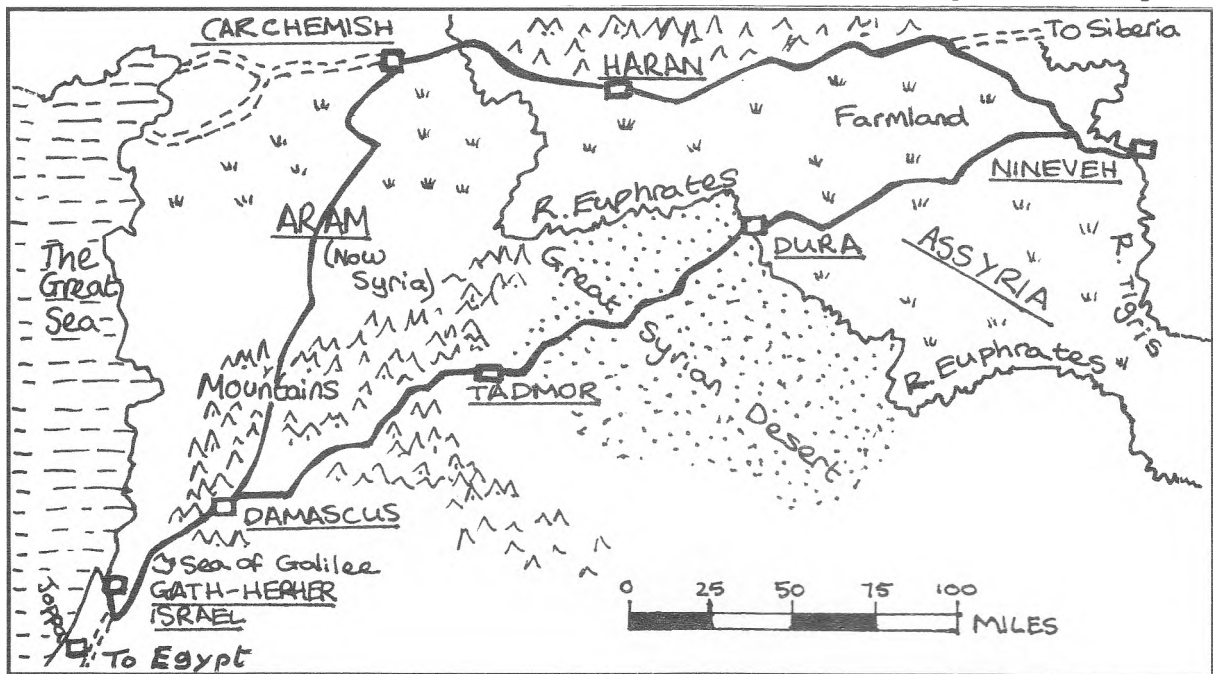 CARCHEMISH
To Siberia
HARAN
Farmland
NINEVEH
R. Euphrates
ARAM
(Now
Syria)
The
Great
Sea
Great
Syrian
Desert
DURA
ASSYRIA
R. Tigris
R. Euphrates
Mountains
TADMOR
DAMASCUS
Sea of Galilee
GATH-HEPHER
ISRAEL
Joppa
To Egypt
0 25 50 75 100
MILES